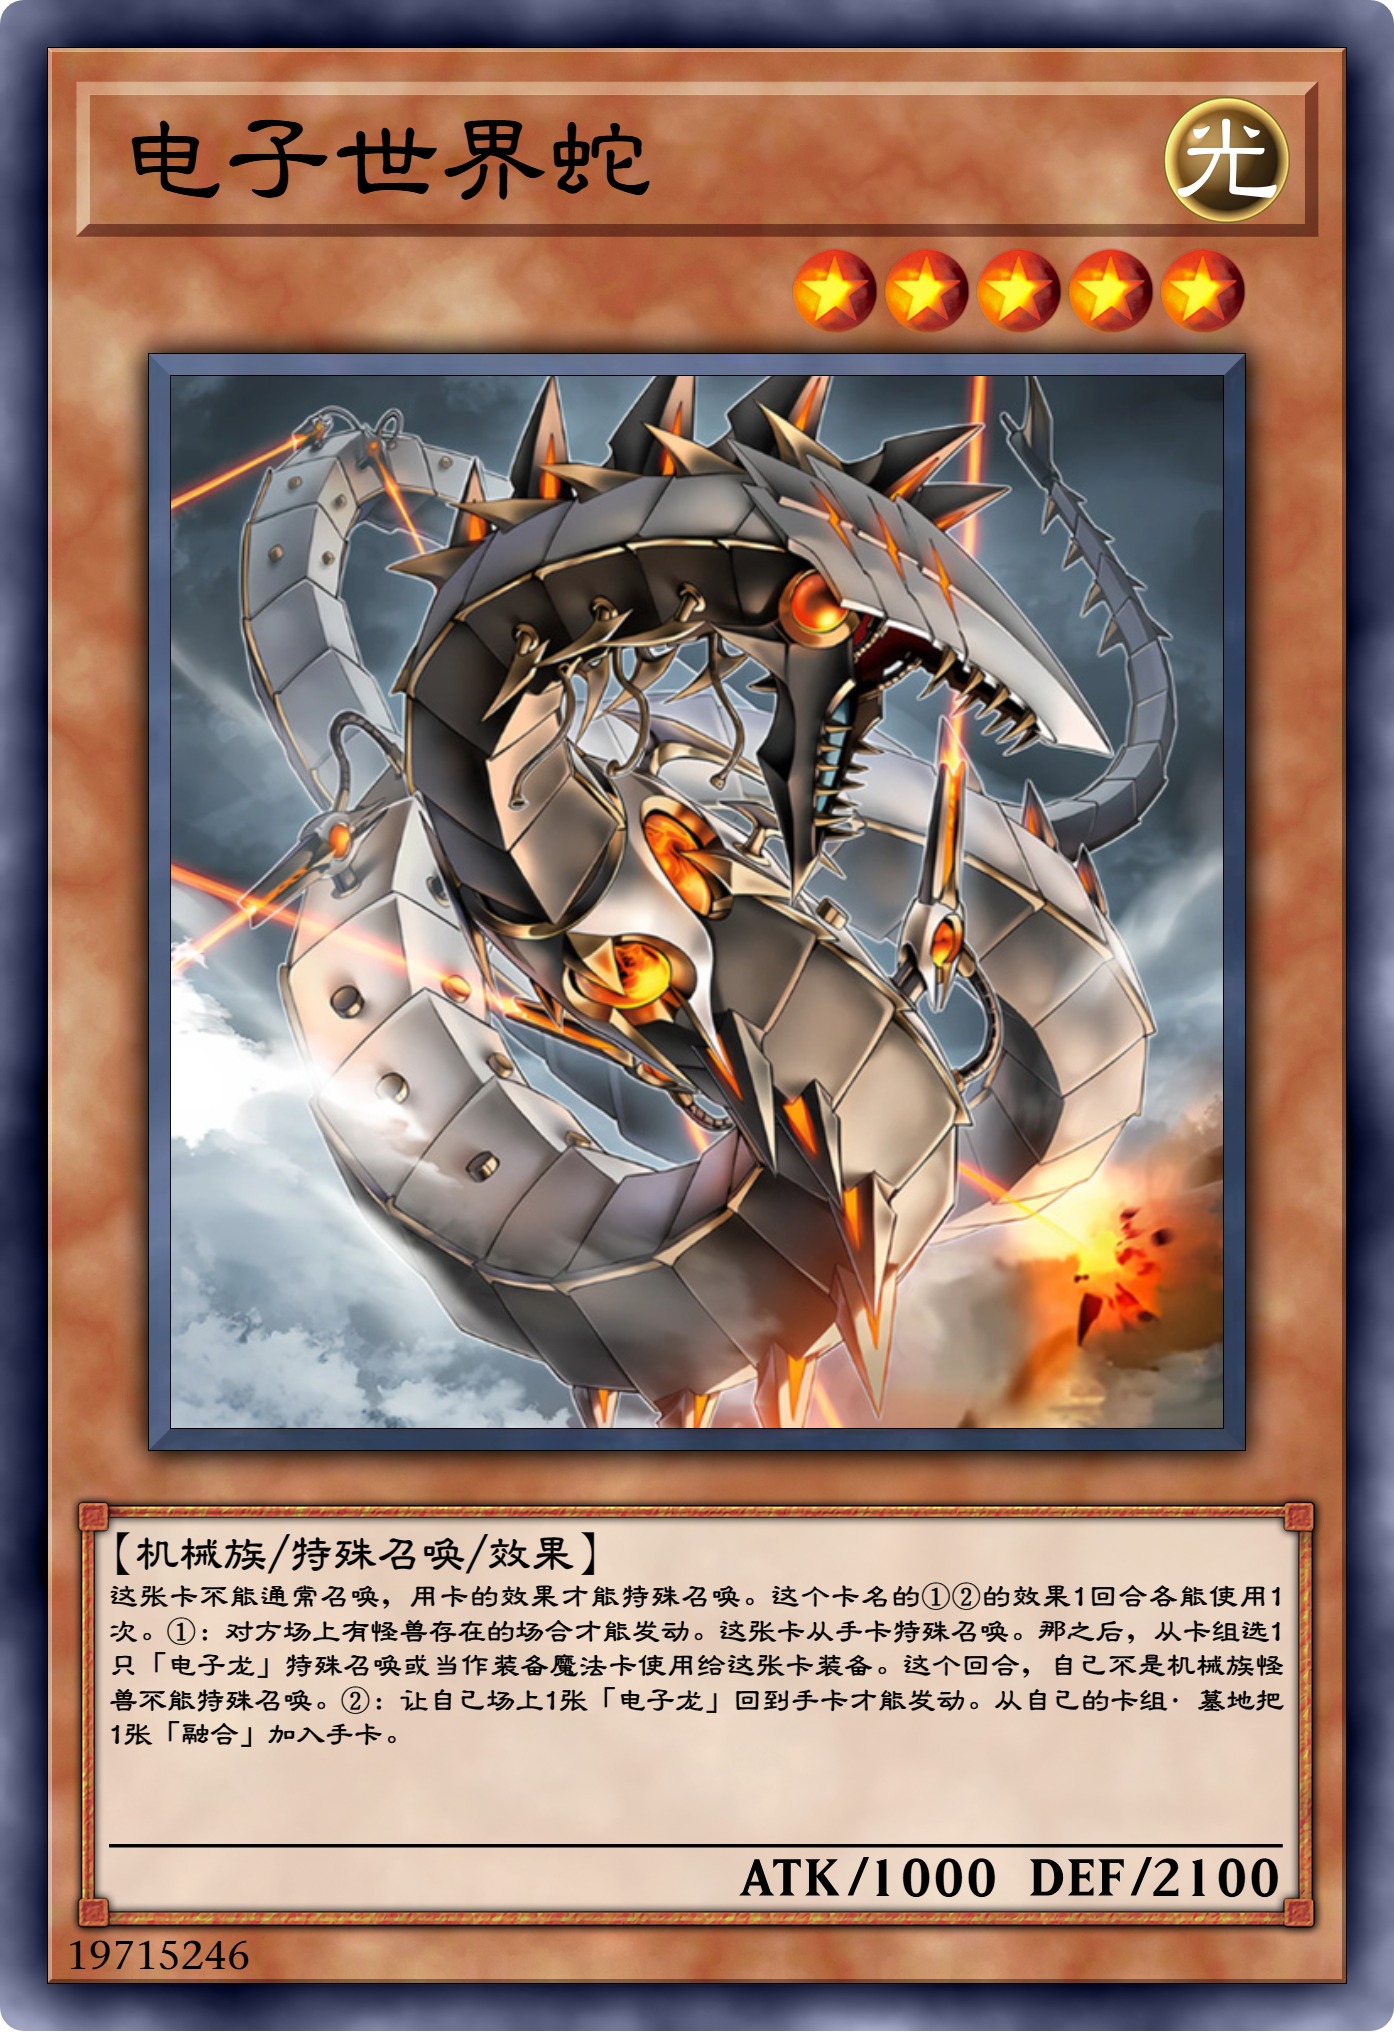 电子世界蛇
光
【机械族/特殊召唤/效果】
这张卡不能通常召唤，用卡的效果才能特殊召唤。这个卡名的①②的效果1回合各能使用1
次。①：对方场上有怪兽存在的场合才能发动。这张卡从手卡特殊召唤。那之后，从卡组选1
只「电子龙」特殊召唤或当作装备魔法卡使用给这张卡装备。这个回合，自己不是机械族怪
兽不能特殊召唤。②：让自己场上1张「电子龙」回到手卡才能发动。从自己的卡组·墓地把
1张「融合」加入手卡。
ATK/1000 DEF/2100
19715246